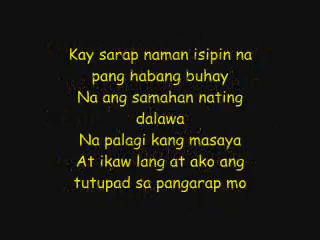 Kay sarap naman isipin na
pang habang buhay
Na ang samahan nating
dalawa
Na palagi kang masaya
At ikaw lang at ako ang
tutupad sa pangarap mo